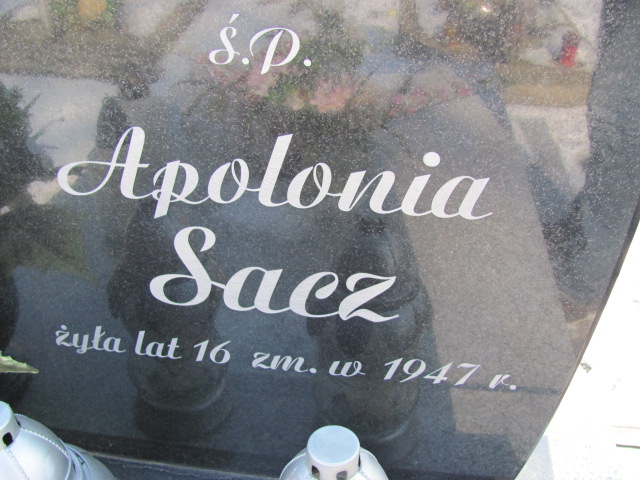 ś.p.
Apolonia
Sacz
żyła lat 16 zm. w 1947 r.